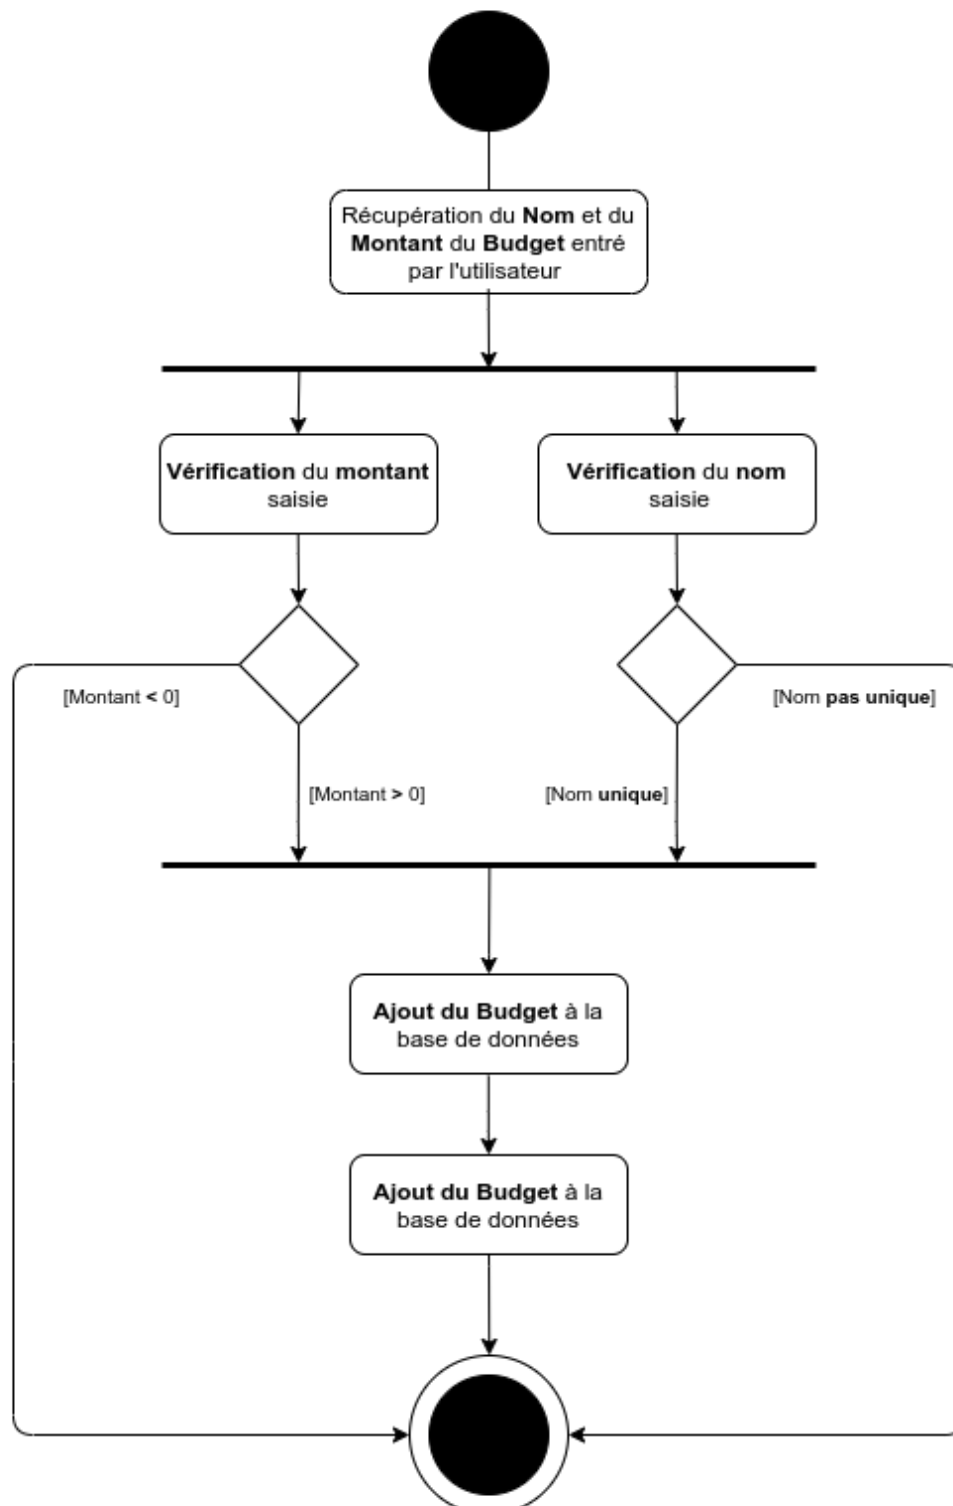 Récupération du Nom et du
Montant du Budget entré
par l'utilisateur
Vérification du montant
saisie
Vérification du nom
saisie
[Montant < 0]
[Nom pas unique]
[Montant > 0]
[Nom unique]
Ajout du Budget à la
base de données
Ajout du Budget à la
base de données